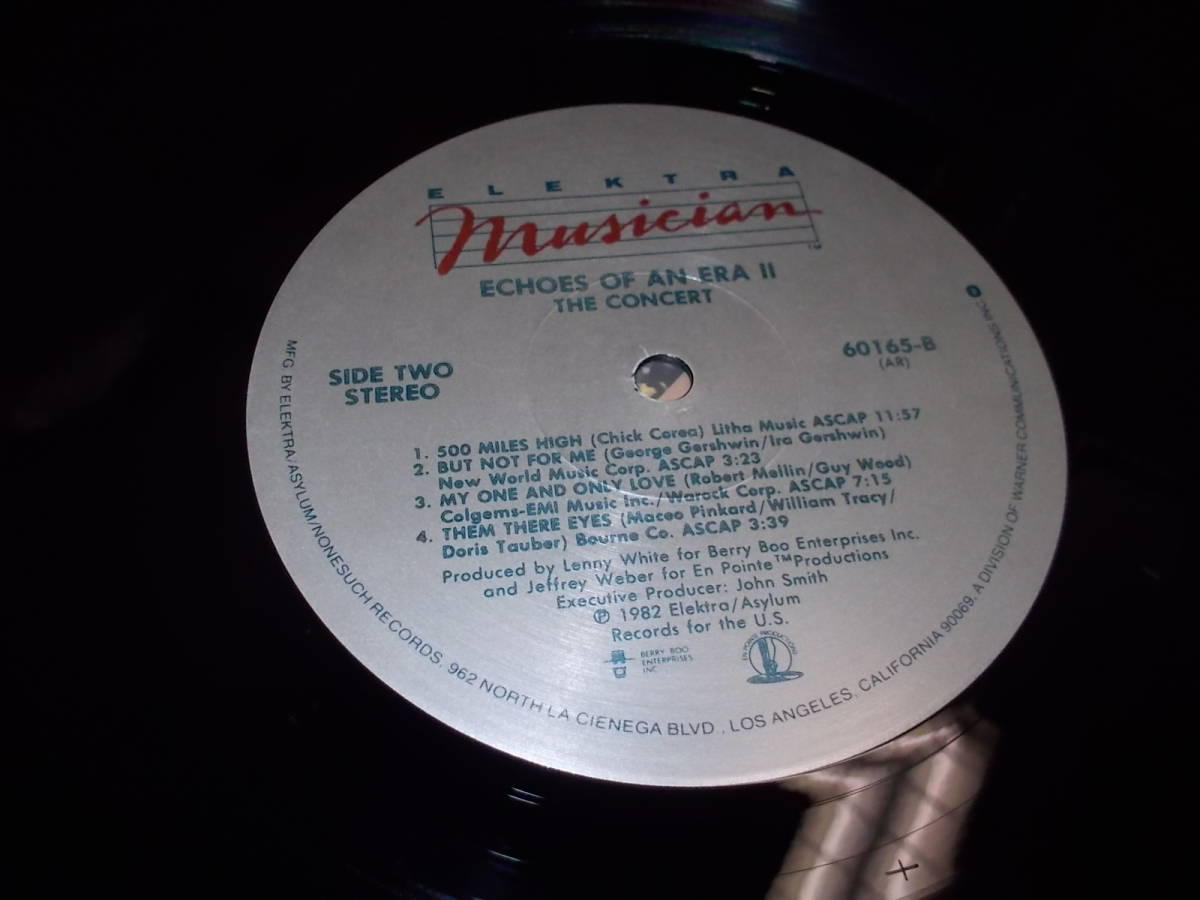 ELEKTRA
Musician
TM
ECHOES OF AN ERA II
THE CONCERT
SIDE TWO
STEREO
60165-B
(AR)
1. 500 MILES HIGH (Chick Corea) Litha Music ASCAP 11:57
2. BUT NOT FOR ME (George Gershwin/Ira Gershwin)
New World Music Corp. ASCAP 3:23
3. MY ONE AND ONLY LOVE (Robert Mellin/Guy Wood)
Colgems-EMI Music Inc./Warock Corp. ASCAP 7:15
4. THEM THERE EYES (Maceo Pinkard/William Tracy/
Doris Tauber) Bourne Co. ASCAP 3:39
Produced by Lenny White for Berry Boo Enterprises Inc.
and Jeffrey Weber for En Pointe™Productions
Executive Producer: John Smith
℗ 1982 Elektra/Asylum
Records for the U.S.
BERRY BOO
ENTERPRISES
INC
EN POINTE PRODUCTIONS
MFG. BY ELEKTRA/ASYLUM/NONESUCH RECORDS, 962 NORTH LA CIENEGA BLVD., LOS ANGELES, CALIFORNIA 90069. A DIVISION OF WARNER COMMUNICATIONS INC.